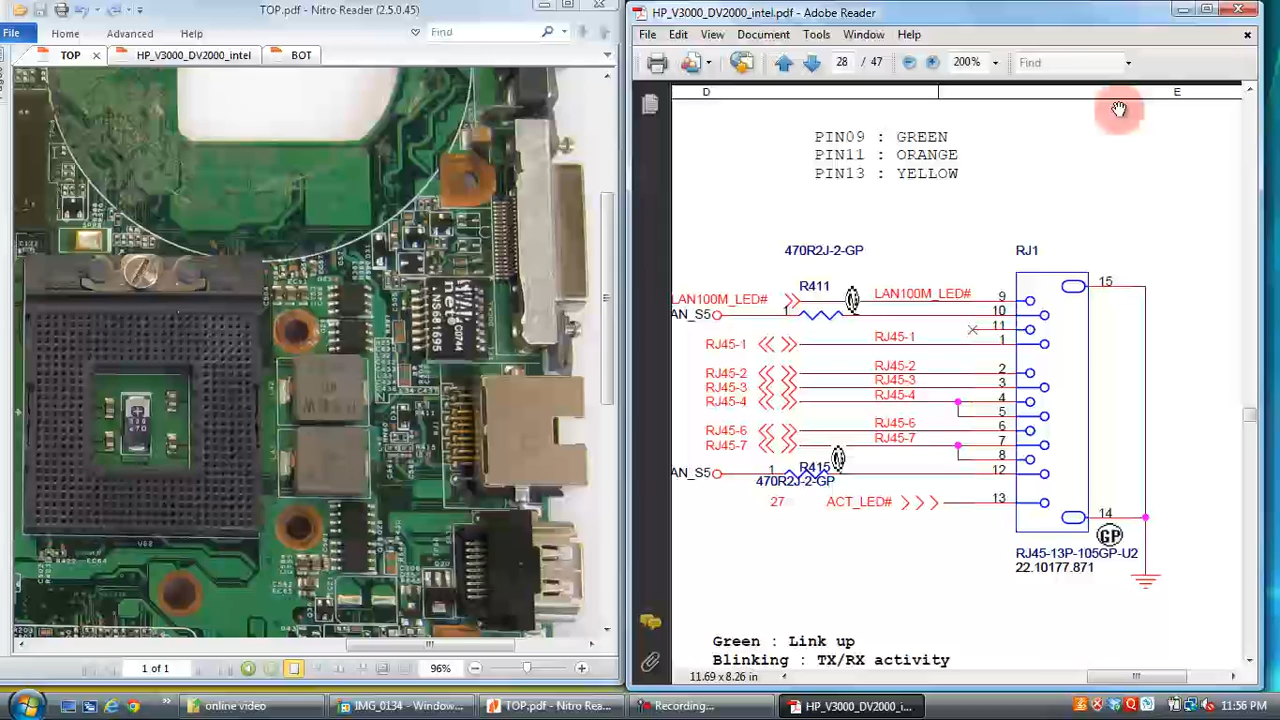 TOP.pdf - Nitro Reader (2.5.0.45)
File Home Advanced Help Find
TOP HP_V3000_DV2000_intel BOT
NS681695
1 of 1 96%
HP_V3000_DV2000_intel.pdf - Adobe Reader
File Edit View Document Tools Window Help
28 / 47 200% Find
D E
PIN09 : GREEN
PIN11 : ORANGE
PIN13 : YELLOW
470R2J-2-GP RJ1
15
R411
LAN100M_LED# LAN100M_LED# 9
AN_S5 1 10
11
RJ45-1 RJ45-1 1
RJ45-2 RJ45-2 2
RJ45-3 RJ45-3 3
RJ45-4 RJ45-4 4
5
RJ45-6 RJ45-6 6
RJ45-7 RJ45-7 7
8
AN_S5 1 R415 12
470R2J-2-GP
27 ACT_LED# 13
14
GP
RJ45-13P-105GP-U2
22.10177.871
Green : Link up
Blinking : TX/RX activity
11.69 x 8.26 in
online video IMG_0134 - Window... TOP.pdf - Nitro Rea... Recording... HP_V3000_DV2000_i... 11:56 PM